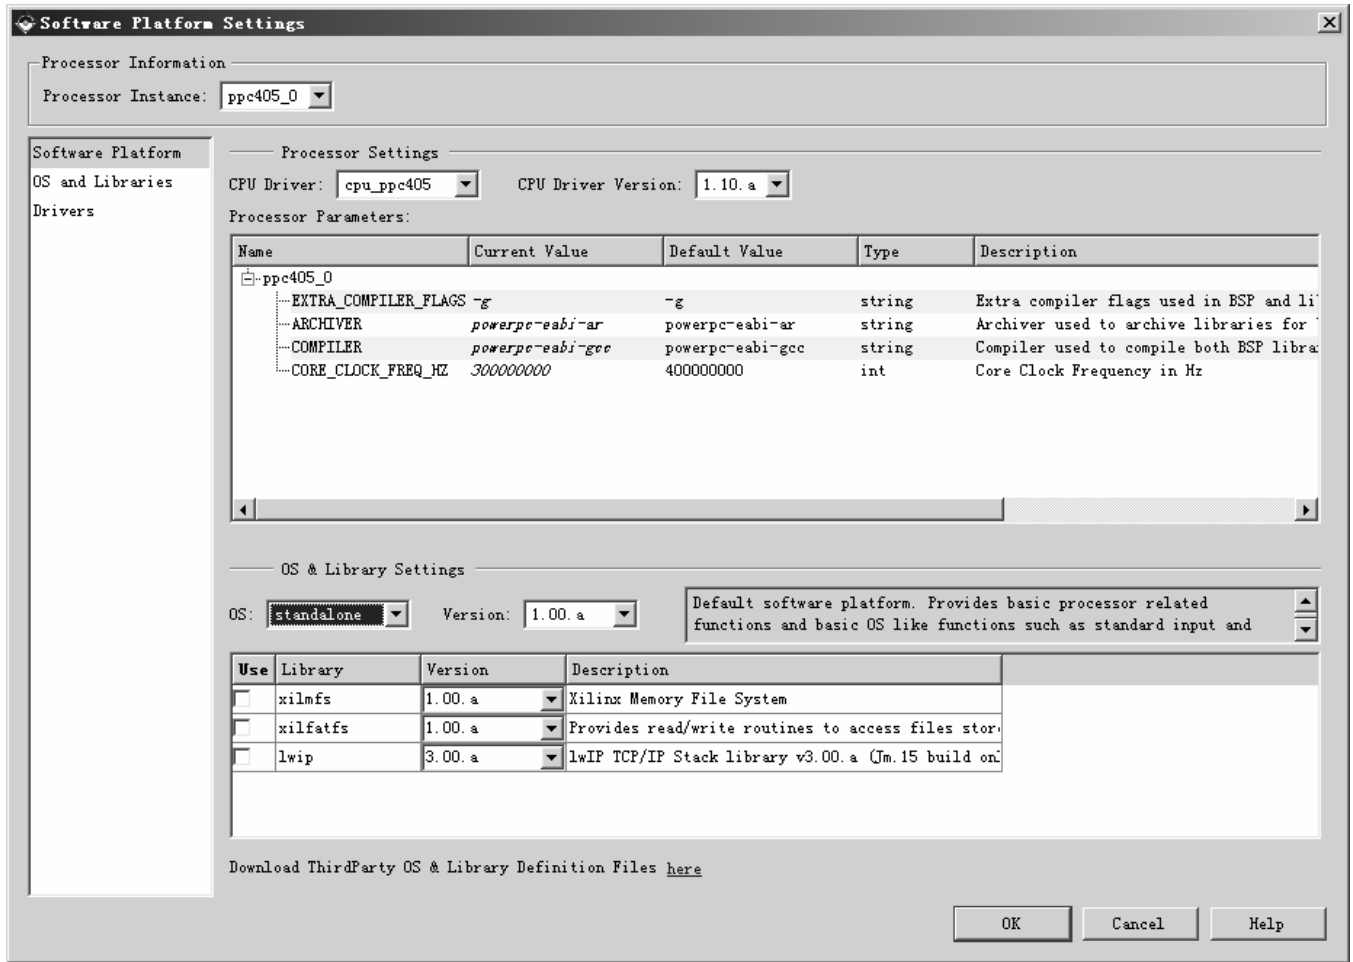 Software Platform Settings
Processor Information
Processor Instance: ppc405_0
Software Platform
OS and Libraries
Drivers
Processor Settings
CPU Driver: cpu_ppc405 CPU Driver Version: 1.10.a
Processor Parameters:
Name Current Value Default Value Type Description
ppc405_0
EXTRA_COMPILER_FLAGS -g -g string Extra compiler flags used in BSP and li
ARCHIVER powerpc-eabi-ar powerpc-eabi-ar string Archiver used to archive libraries for
COMPILER powerpc-eabi-gcc powerpc-eabi-gcc string Compiler used to compile both BSP libra
CORE_CLOCK_FREQ_HZ 300000000 400000000 int Core Clock Frequency in Hz
OS & Library Settings
OS: standalone Version: 1.00.a
Default software platform. Provides basic processor related
functions and basic OS like functions such as standard input and
Use Library Version Description
xilmfs 1.00.a Xilinx Memory File System
xilfatfs 1.00.a Provides read/write routines to access files stor
lwip 3.00.a lwIP TCP/IP Stack library v3.00.a (Jm.15 build onl
Download ThirdParty OS & Library Definition Files here
OK Cancel Help